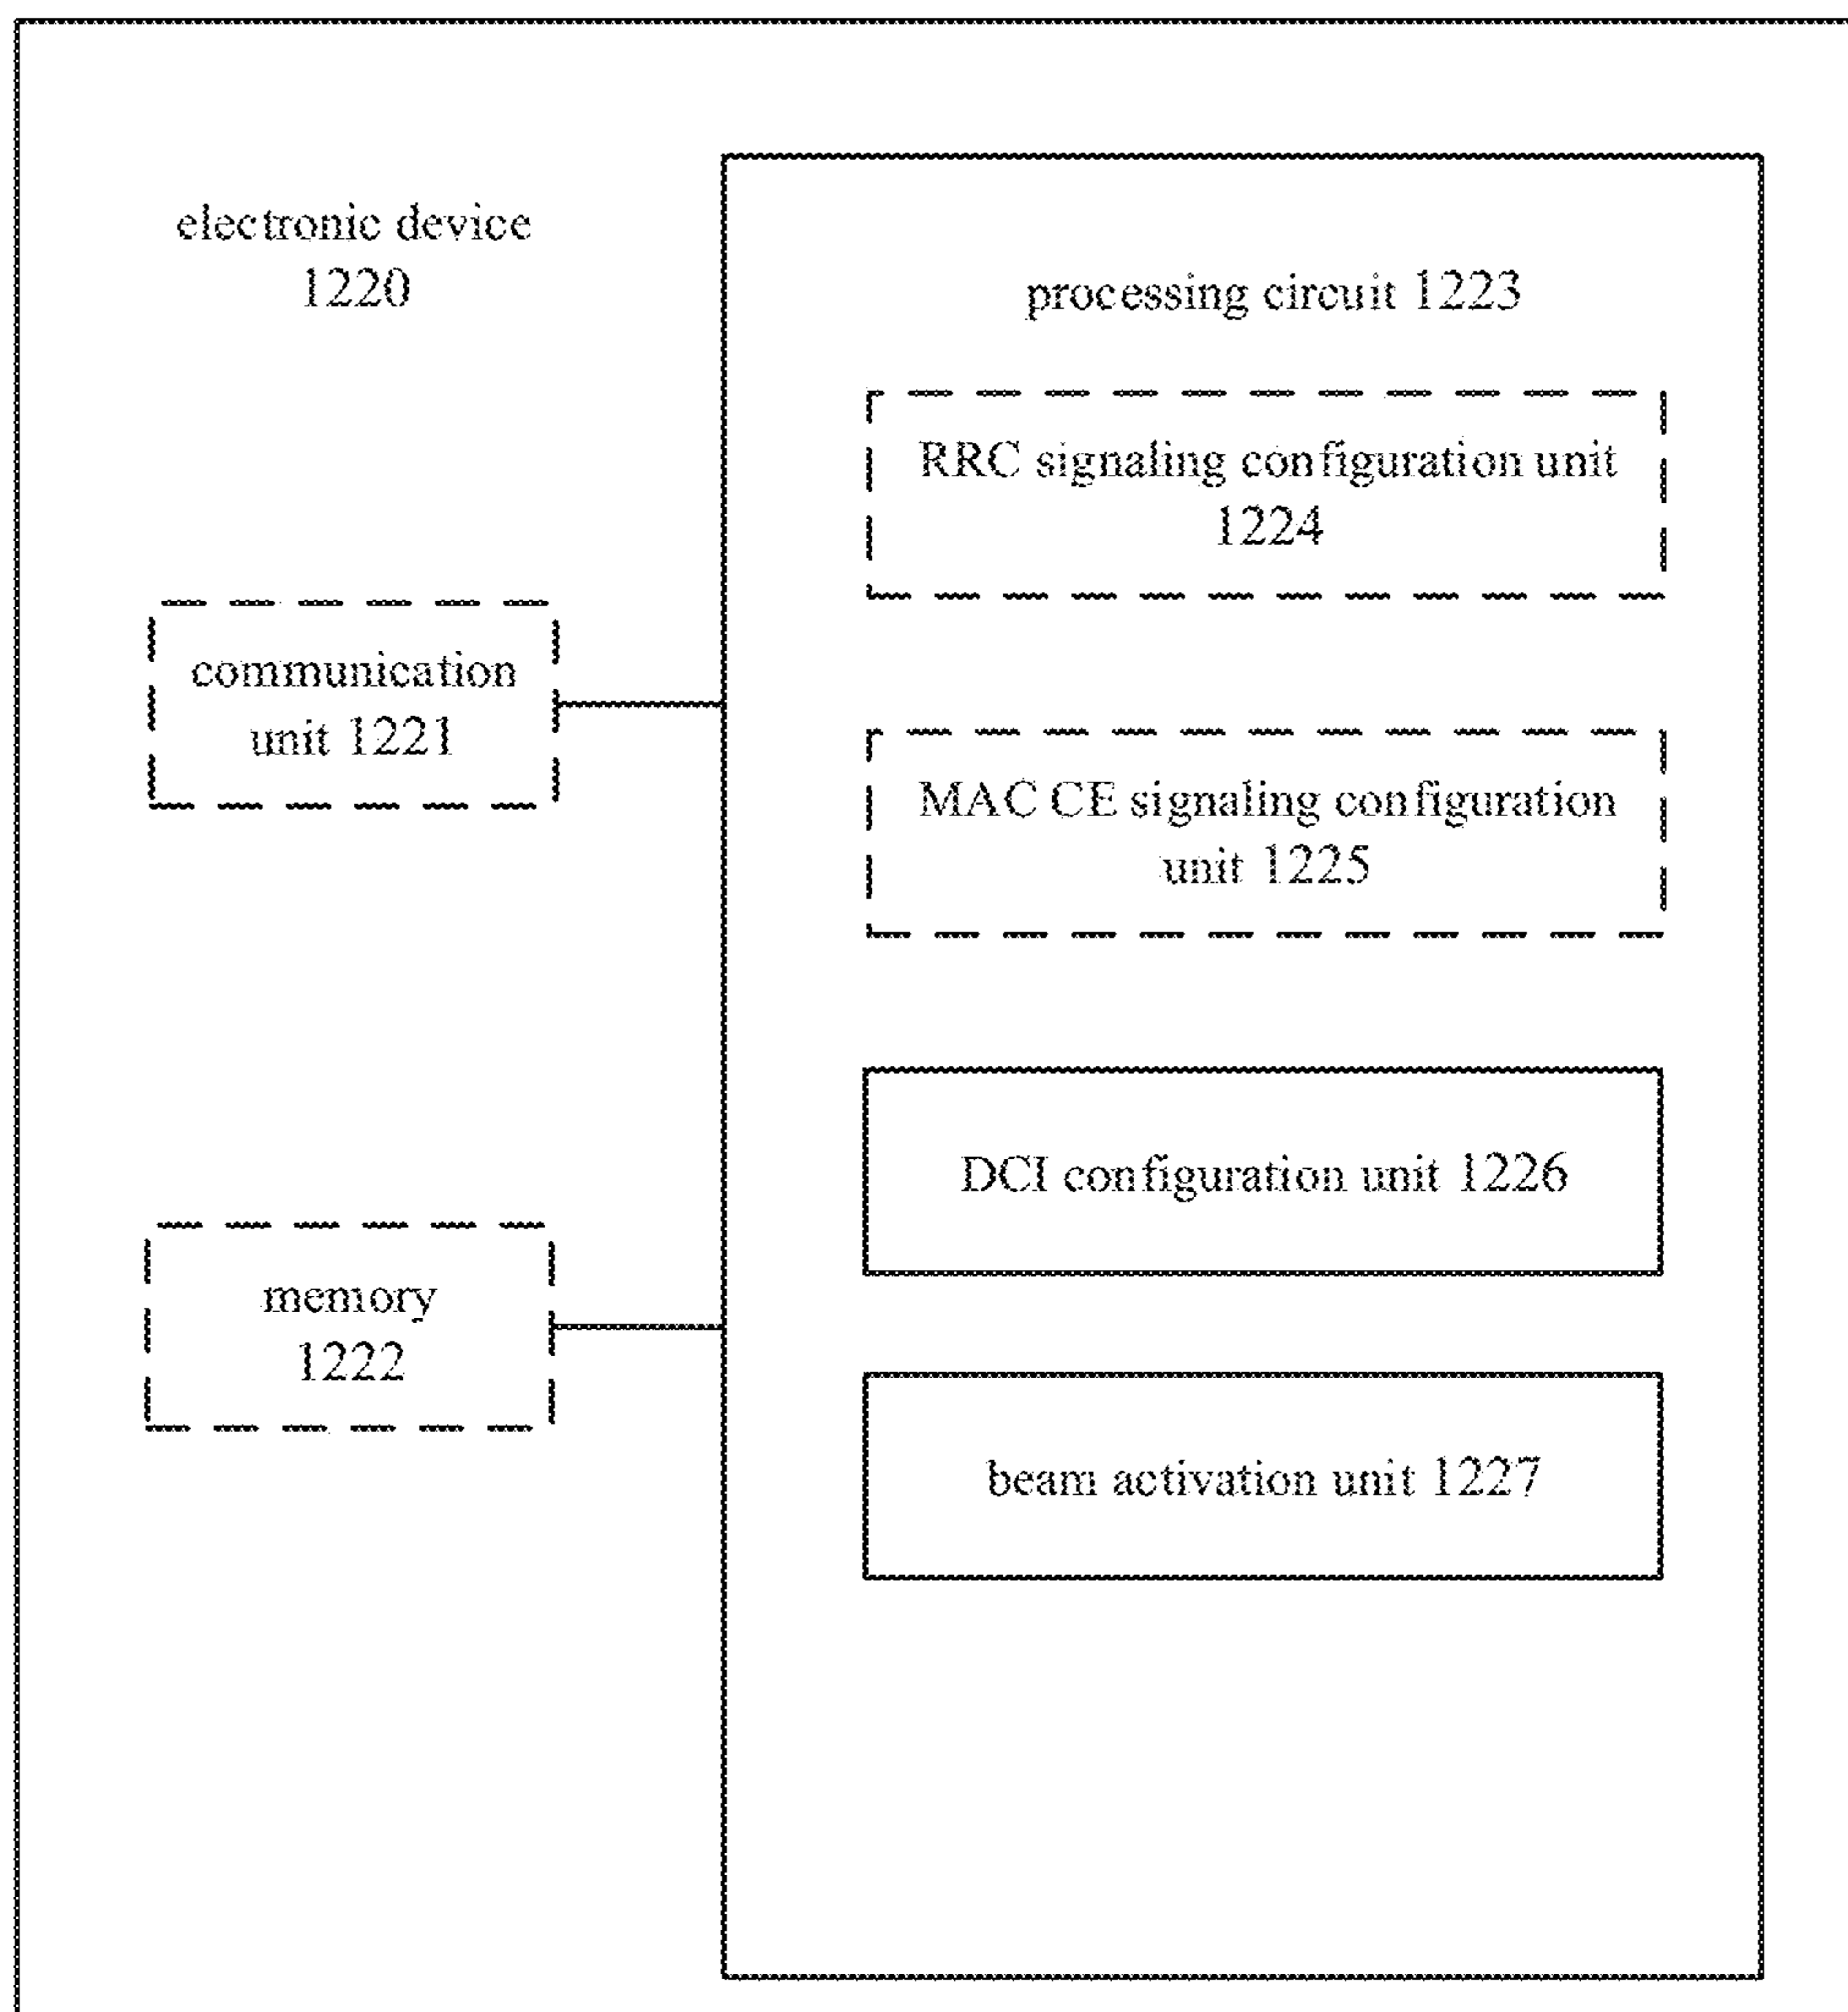 electronic device
1220
processing circuit 1223
RRC signaling configuration unit
1224
communication
unit 1221
MAC CE signaling configuration
unit 1225
DCI configuration unit 1226
memory
1222
beam activation unit 1227